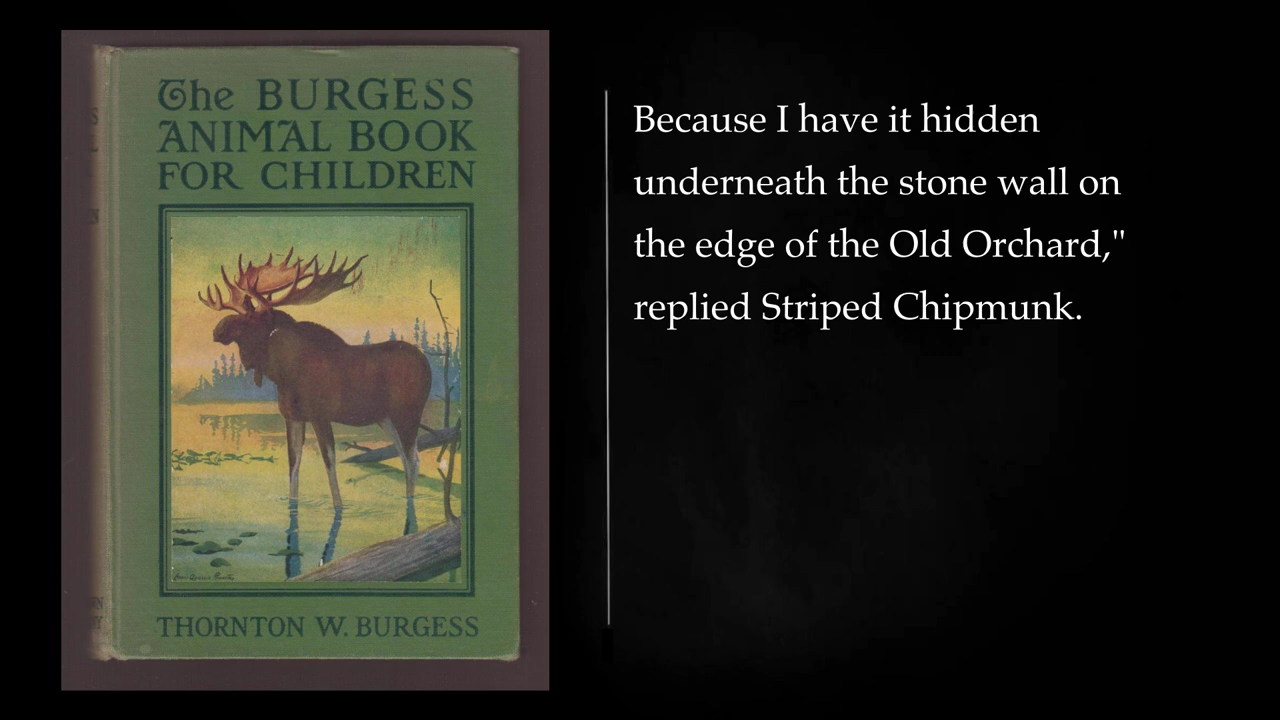 The BURGESS
ANIMAL BOOK
FOR CHILDREN
THORNTON W. BURGESS
Because I have it hidden
underneath the stone wall on
the edge of the Old Orchard,"
replied Striped Chipmunk.